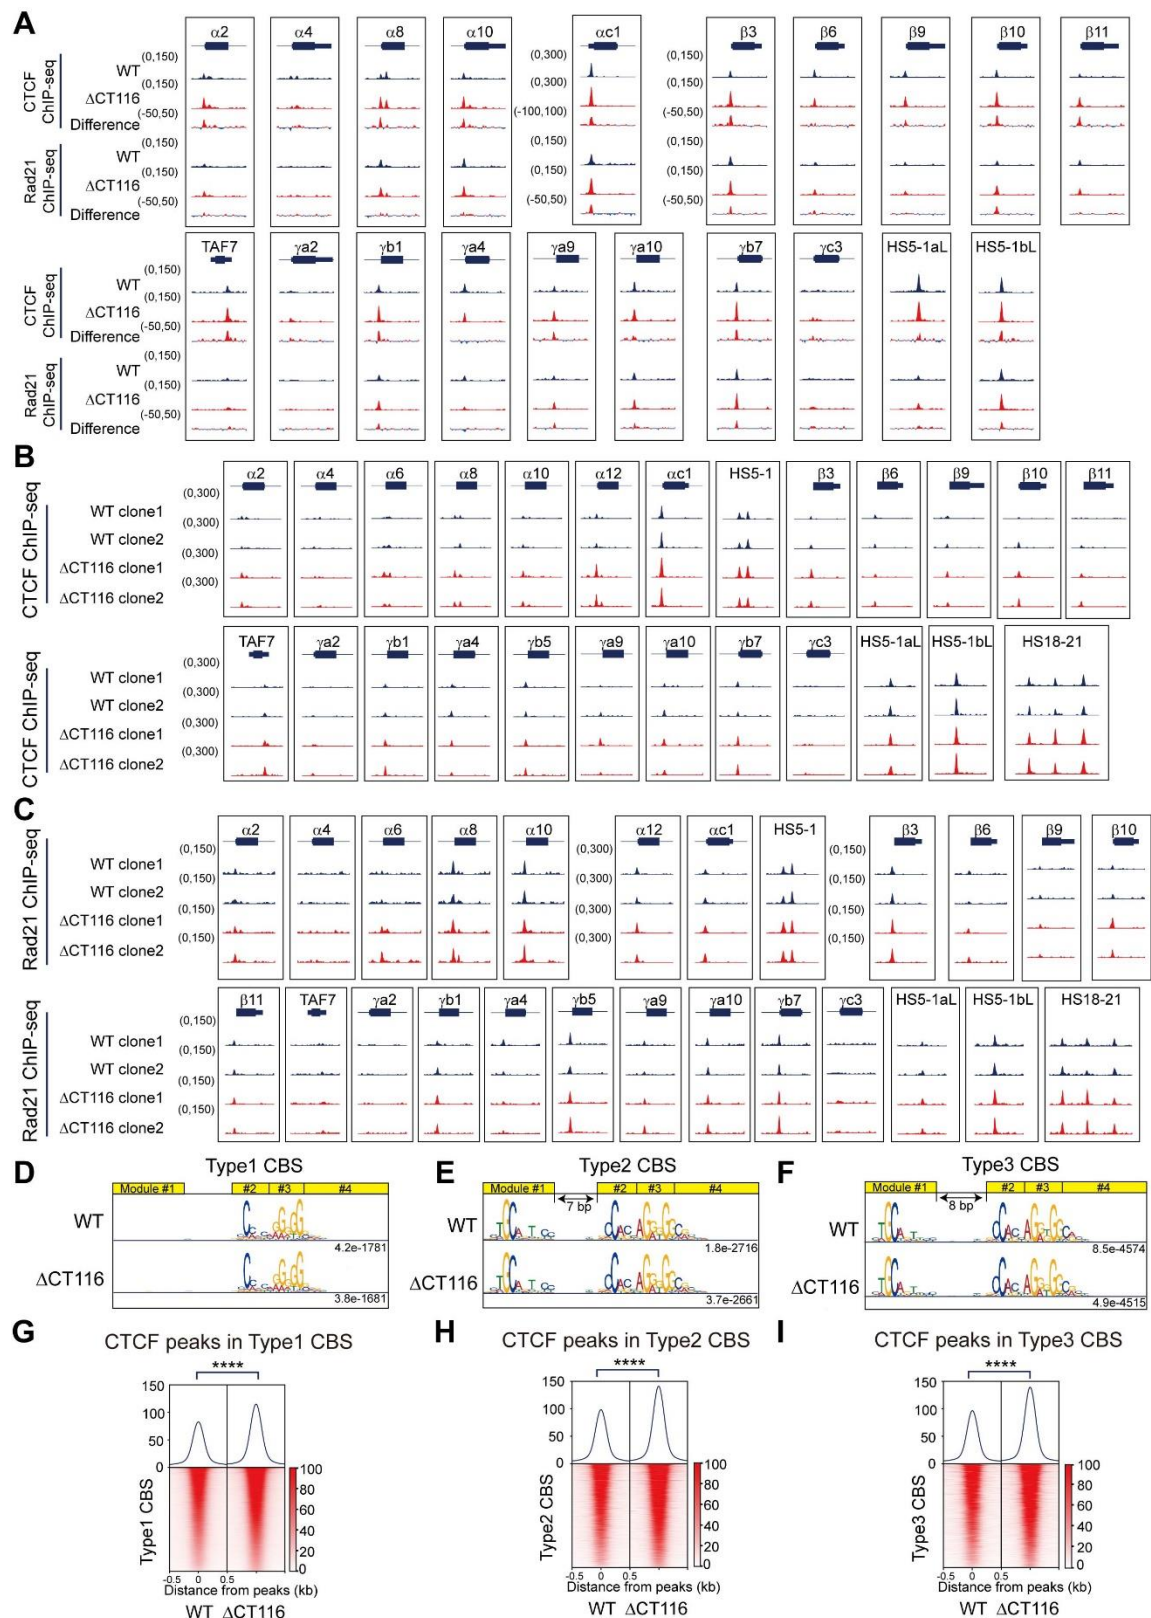 A
α2 α4 α8 α10 αc1 β3 β6 β9 β10 β11
CTCF ChIP-seq
(0,150) (0,300) (0,150)
WT
(0,150) (0,300) (0,150)
ΔCT116
(-50,50) (-100,100) (-50,50)
Difference
Rad21 ChIP-seq
(0,150) (0,150) (0,150)
WT
(0,150) (0,150) (0,150)
ΔCT116
(-50,50) (-50,50) (-50,50)
Difference
TAF7 γa2 γb1 γa4 γa9 γa10 γb7 γc3 HS5-1aL HS5-1bL
CTCF ChIP-seq
(0,150)
WT
(0,150)
ΔCT116
(-50,50)
Difference
Rad21 ChIP-seq
(0,150)
WT
(0,150)
ΔCT116
(-50,50)
Difference
B
α2 α4 α6 α8 α10 α12 αc1 HS5-1 β3 β6 β9 β10 β11
CTCF ChIP-seq
(0,300)
WT clone1
(0,300)
WT clone2
(0,300)
ΔCT116 clone1
(0,300)
ΔCT116 clone2
TAF7 γa2 γb1 γa4 γb5 γa9 γa10 γb7 γc3 HS5-1aL HS5-1bL HS18-21
CTCF ChIP-seq
(0,300)
WT clone1
(0,300)
WT clone2
(0,300)
ΔCT116 clone1
(0,300)
ΔCT116 clone2
C
α2 α4 α6 α8 α10 α12 αc1 HS5-1 β3 β6 β9 β10
Rad21 ChIP-seq
(0,150) (0,300) (0,150)
WT clone1
(0,150) (0,300) (0,150)
WT clone2
(0,150) (0,300) (0,150)
ΔCT116 clone1
(0,150) (0,300) (0,150)
ΔCT116 clone2
β11 TAF7 γa2 γb1 γa4 γb5 γa9 γa10 γb7 γc3 HS5-1aL HS5-1bL HS18-21
Rad21 ChIP-seq
(0,150)
WT clone1
(0,150)
WT clone2
(0,150)
ΔCT116 clone1
(0,150)
ΔCT116 clone2
D
Type1 CBS
Module #1 #2 #3 #4
WT
4.2e-1781
ΔCT116
3.8e-1681
E
Type2 CBS
Module #1 #2 #3 #4
7 bp
WT
1.8e-2716
ΔCT116
3.7e-2661
F
Type3 CBS
Module #1 #2 #3 #4
8 bp
WT
8.5e-4574
ΔCT116
4.9e-4515
G
CTCF peaks in Type1 CBS
****
150
100
50
0
Type1 CBS
100
80
60
40
20
0
-0.5 0 0.5 0 0.5
Distance from peaks (kb)
WT ΔCT116
H
CTCF peaks in Type2 CBS
****
150
100
50
0
Type2 CBS
100
80
60
40
20
0
-0.5 0 0.5 0 0.5
Distance from peaks (kb)
WT ΔCT116
I
CTCF peaks in Type3 CBS
****
150
100
50
0
Type3 CBS
100
80
60
40
20
0
-0.5 0 0.5 0 0.5
Distance from peaks (kb)
WT ΔCT116